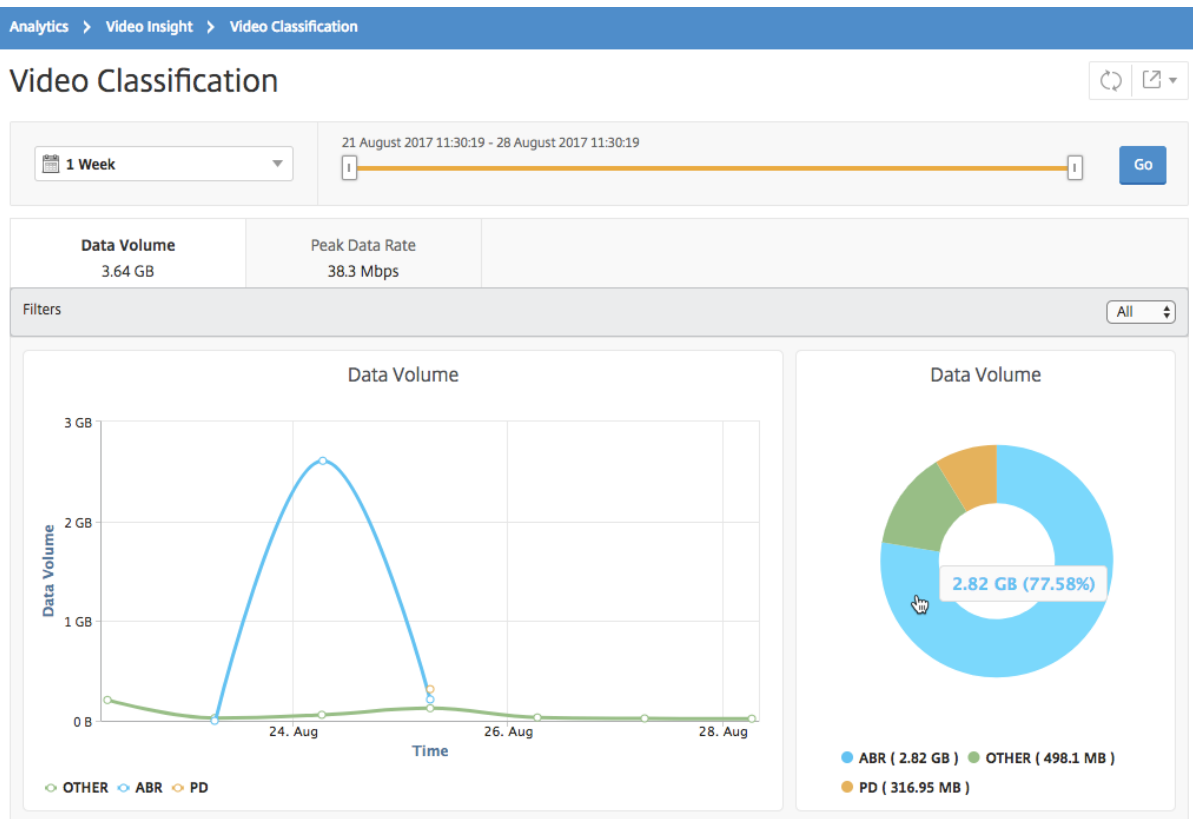 Analytics > Video Insight > Video Classification
Video Classification
21 August 2017 11:30:19 - 28 August 2017 11:30:19
1 Week
Go
Data Volume
3.64 GB
Peak Data Rate
38.3 Mbps
Filters
All
Data Volume
3 GB
2 GB
1 GB
0 B
Data Volume
24. Aug
26. Aug
28. Aug
Time
OTHER ABR PD
Data Volume
2.82 GB (77.58%)
ABR ( 2.82 GB ) OTHER ( 498.1 MB )
PD ( 316.95 MB )